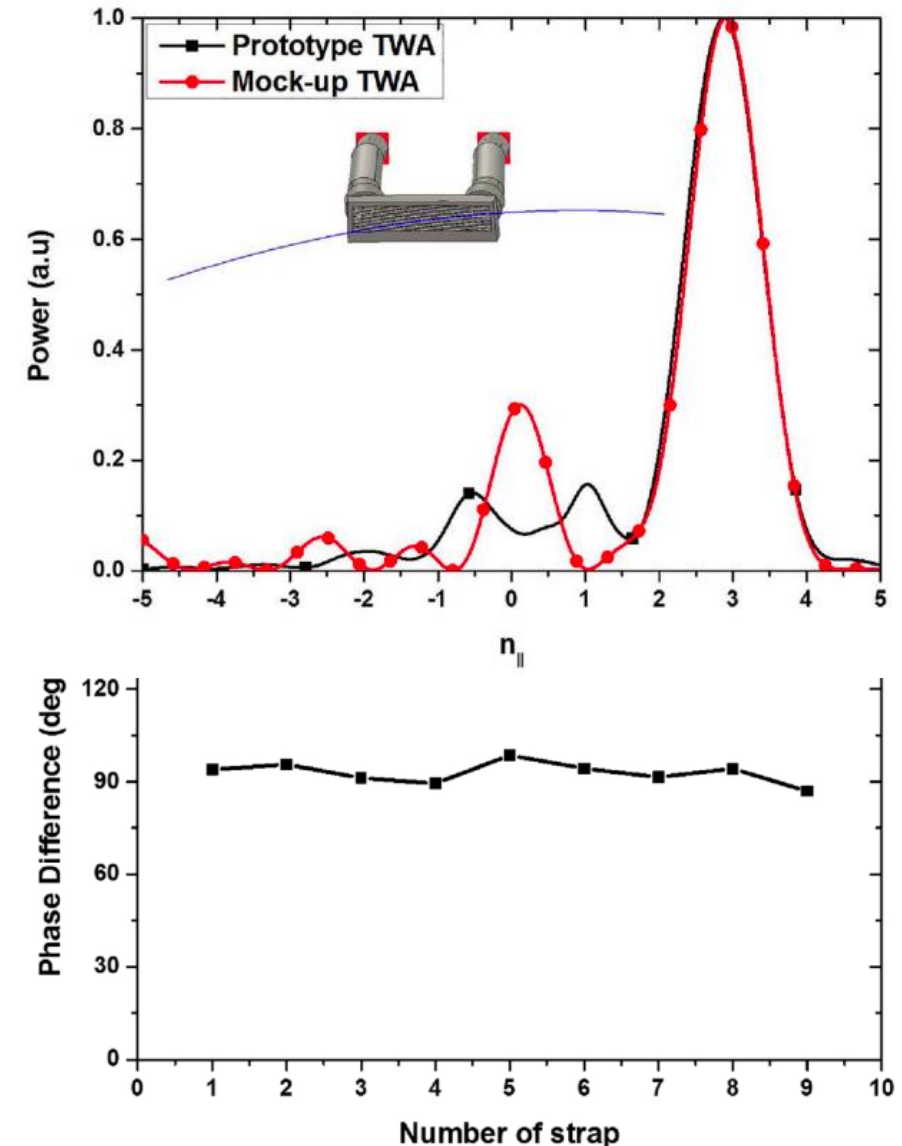 1.0
Prototype TWA
Mock-up TWA
0.8
0.6
Power (a.u)
0.4
0.2
0.0
-5 -4 -3 -2 -1 0 1 2 3 4 5
n||
120
Phase Difference (deg
90
60
30
0
0 1 2 3 4 5 6 7 8 9 10
Number of strap